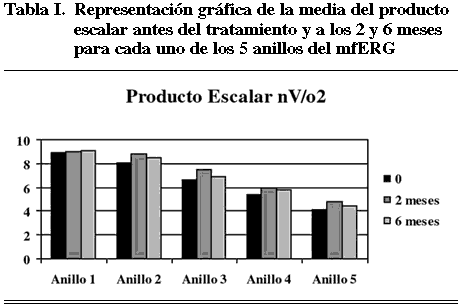 Tabla I. Representación gráfica de la media del producto
escalar antes del tratamiento y a los 2 y 6 meses
para cada uno de los 5 anillos del mfERG
Producto Escalar nV/o2
10
8
6
4
2
0
0
2 meses
6 meses
Anillo 1 Anillo 2 Anillo 3 Anillo 4 Anillo 5